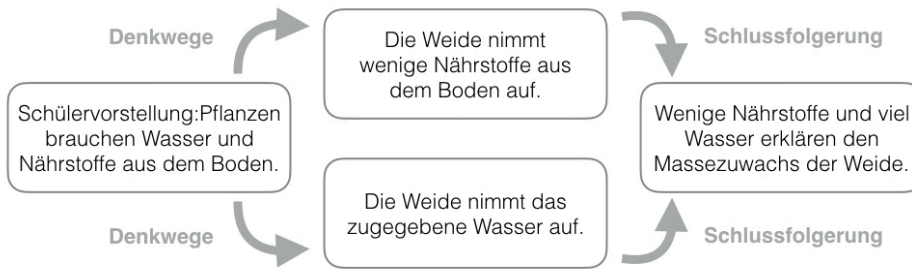 Denkwege
Die Weide nimmt
wenige Nährstoffe aus
dem Boden auf.
Schlussfolgerung
Schülervorstellung:Pflanzen
brauchen Wasser und
Nährstoffe aus dem Boden.
Wenige Nährstoffe und viel
Wasser erklären den
Massezuwachs der Weide.
Die Weide nimmt das
zugegebene Wasser auf.
Denkwege
Schlussfolgerung